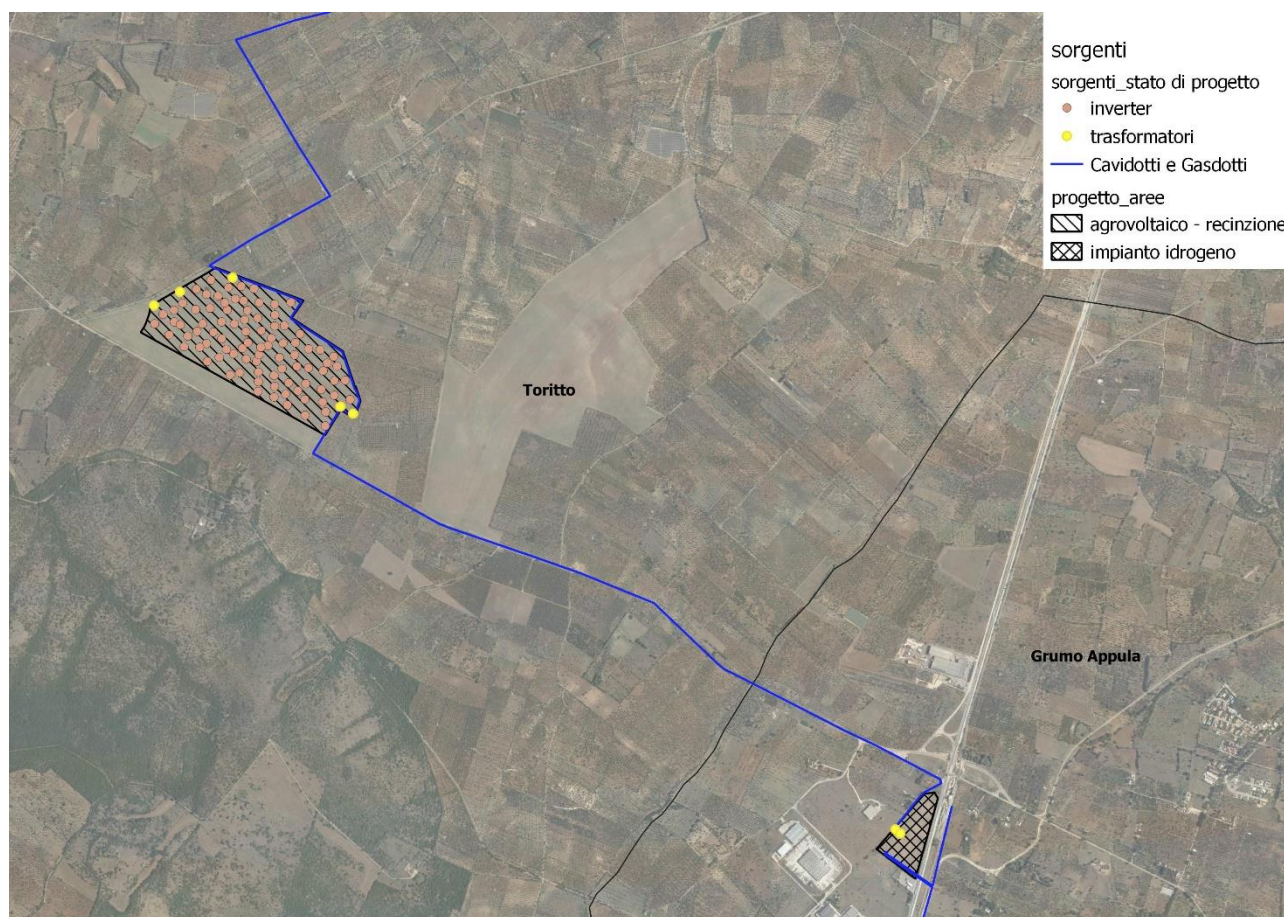 sorgenti
sorgenti_stato di progetto
inverter
trasformatori
Cavidotti e Gasdotti
progetto_aree
agrovoltaico - recinzione
impianto idrogeno
Toritto
Grumo Appula